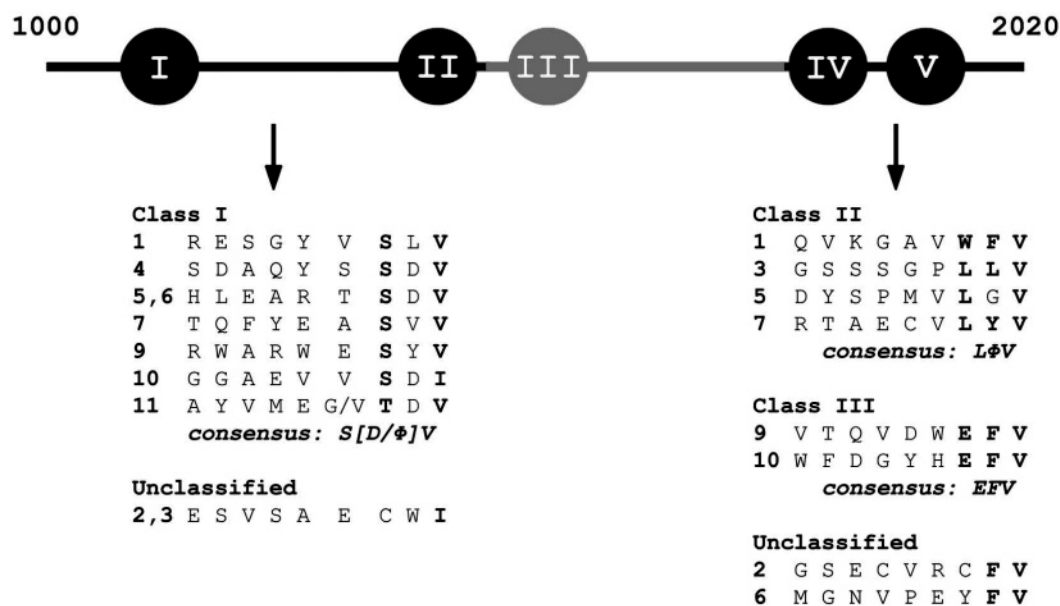 1000 2020
I II III IV V
Class I
1 R E S G Y V S L V
4 S D A Q Y S S D V
5,6 H L E A R T S D V
7 T Q F Y E A S V V
9 R W A R W E S Y V
10 G G A E V V S D I
11 A Y V M E G/V T D V
consensus: S[D/Φ]V
Unclassified
2,3 E S V S A E C W I
Class II
1 Q V K G A V W F V
3 G S S S G P L L V
5 D Y S P M V L G V
7 R T A E C V L Y V
consensus: LΦV
Class III
9 V T Q V D W E F V
10 W F D G Y H E F V
consensus: EFV
Unclassified
2 G S E C V R C F V
6 M G N V P E Y F V